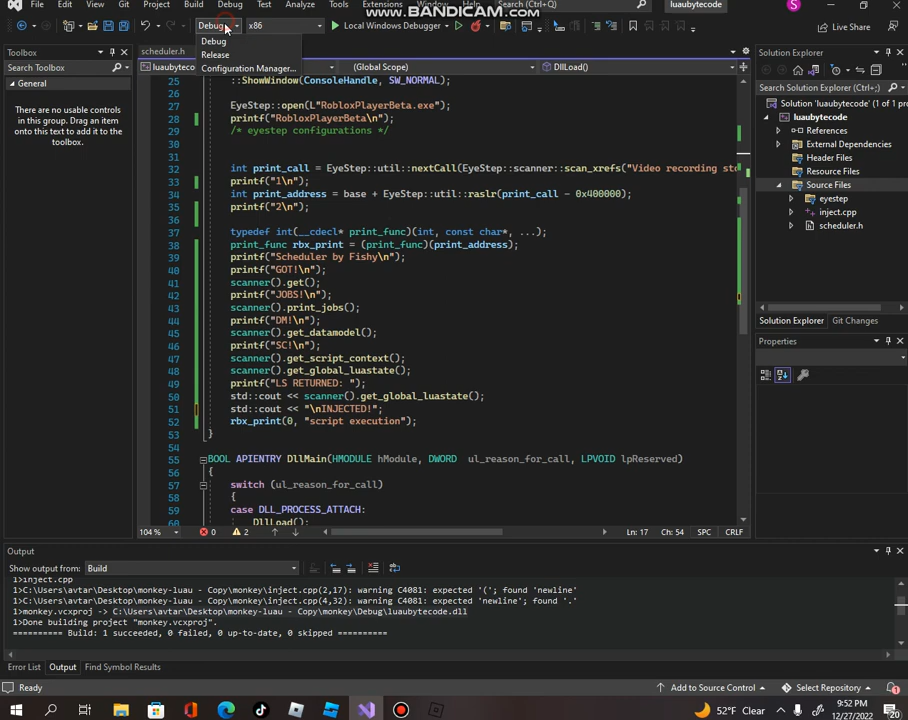 File Edit View Git Project Build Debug Test Analyze Tools Extensions Window Help luaubytecode S
WWW.BANDICAM.COM
Debug x86 Local Windows Debugger Live Share
Debug
Release
Configuration Manager...
Toolbox
Search Toolbox
General
There are no usable controls
in this group. Drag an item
onto this text to add it to the
toolbox.
scheduler.h
luaubytecode (Global Scope) DllLoad()
25 ::ShowWindow(ConsoleHandle, SW_NORMAL);
26
27 EyeStep::open(L"RobloxPlayerBeta.exe");
28 printf("RobloxPlayerBeta\n");
29 /* eyestep configurations */
30
31
32 int print_call = EyeStep::util::nextCall(EyeStep::scanner::scan_xrefs("Video recording sto
33 printf("1\n");
34 int print_address = base + EyeStep::util::raslr(print_call - 0x400000);
35 printf("2\n");
36
37 typedef int(__cdecl* print_func)(int, const char*, ...);
38 print_func rbx_print = (print_func)(print_address);
39 printf("Scheduler by Fishy\n");
40 printf("GOT!\n");
41 scanner().get();
42 printf("JOBS!\n");
43 scanner().print_jobs();
44 printf("DM!\n");
45 scanner().get_datamodel();
46 printf("SC!\n");
47 scanner().get_script_context();
48 scanner().get_global_luastate();
49 printf("LS RETURNED: ");
50 std::cout << scanner().get_global_luastate();
51 std::cout << "\nINJECTED!";
52 rbx_print(0, "script execution");
53 }
54
55 BOOL APIENTRY DllMain(HMODULE hModule, DWORD ul_reason_for_call, LPVOID lpReserved)
56 {
57 switch (ul_reason_for_call)
58 {
59 case DLL_PROCESS_ATTACH:
60 DllLoad();
104 % 0 2 Ln: 17 Ch: 54 SPC CRLF
Solution Explorer
Search Solution Explorer (Ctrl+;)
Solution 'luaubytecode' (1 of 1 pro
luaubytecode
References
External Dependencies
Header Files
Resource Files
Source Files
eyestep
inject.cpp
scheduler.h
Solution Explorer Git Changes
Properties
Output
Show output from: Build
1>inject.cpp
1>C:\Users\avtar\Desktop\monkey-luau - Copy\monkey\inject.cpp(2,17): warning C4081: expected '('; found 'newline'
1>C:\Users\avtar\Desktop\monkey-luau - Copy\monkey\inject.cpp(4,32): warning C4081: expected 'newline'; found '.'
1>monkey.vcxproj -> C:\Users\avtar\Desktop\monkey-luau - Copy\monkey\Debug\luaubytecode.dll
1>Done building project "monkey.vcxproj".
========== Build: 1 succeeded, 0 failed, 0 up-to-date, 0 skipped ==========
Error List Output Find Symbol Results
Ready Add to Source Control Select Repository 1
52°F Clear 9:52 PM
12/27/2022 20